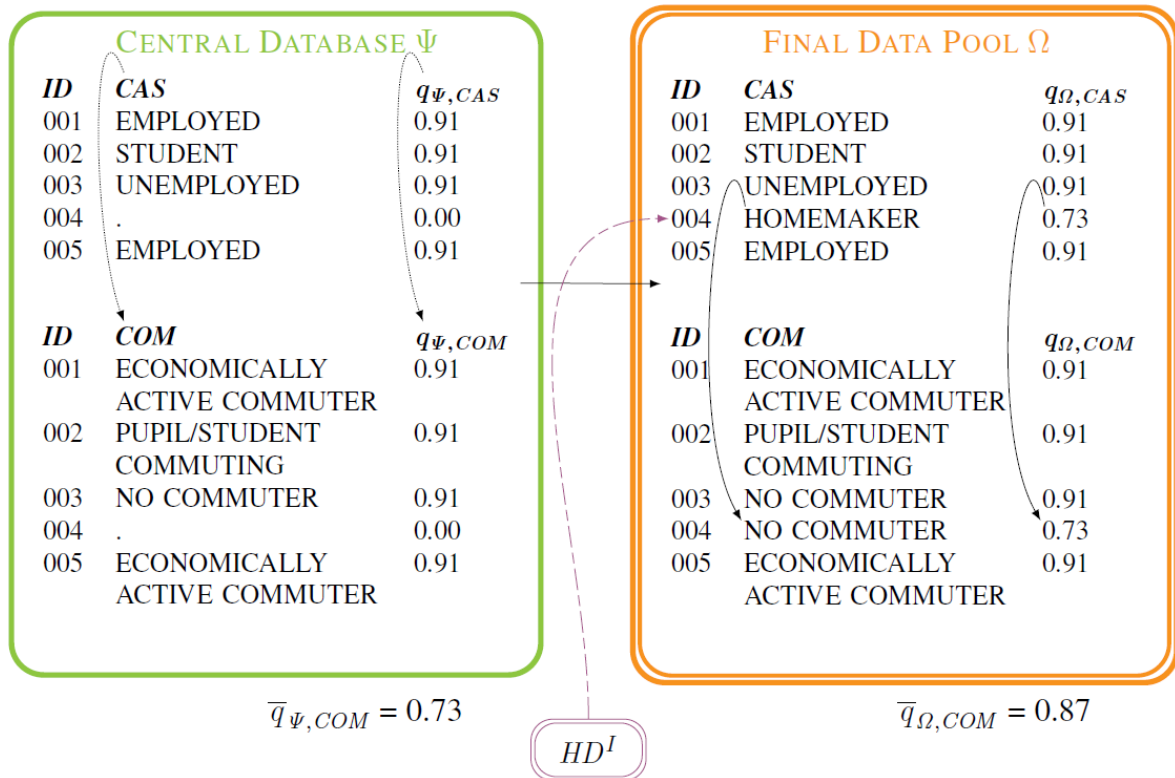 CENTRAL DATABASE Ψ
ID CAS q_Ψ,CAS
001 EMPLOYED 0.91
002 STUDENT 0.91
003 UNEMPLOYED 0.91
004 . 0.00
005 EMPLOYED 0.91
ID COM q_Ψ,COM
001 ECONOMICALLY 0.91
ACTIVE COMMUTER
002 PUPIL/STUDENT 0.91
COMMUTING
003 NO COMMUTER 0.91
004 . 0.00
005 ECONOMICALLY 0.91
ACTIVE COMMUTER
q̅_Ψ,COM = 0.73
FINAL DATA POOL Ω
ID CAS q_Ω,CAS
001 EMPLOYED 0.91
002 STUDENT 0.91
003 UNEMPLOYED 0.91
004 HOMEMAKER 0.73
005 EMPLOYED 0.91
ID COM q_Ω,COM
001 ECONOMICALLY 0.91
ACTIVE COMMUTER
002 PUPIL/STUDENT 0.91
COMMUTING
003 NO COMMUTER 0.91
004 NO COMMUTER 0.73
005 ECONOMICALLY 0.91
ACTIVE COMMUTER
q̅_Ω,COM = 0.87
HD^I